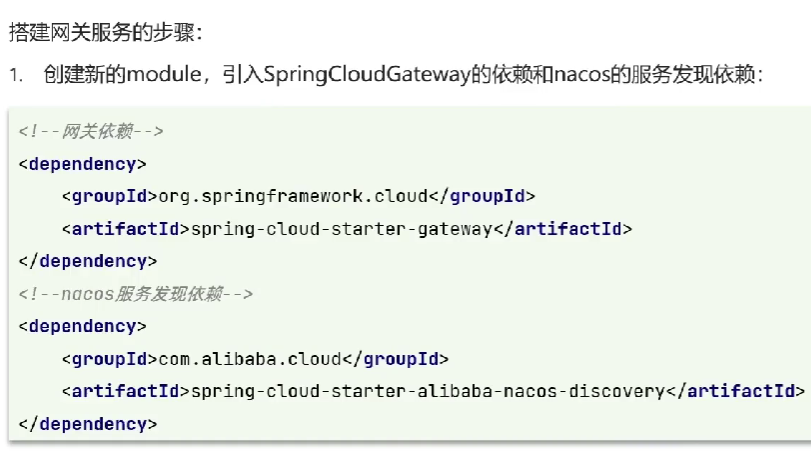 搭建网关服务的步骤：
1. 创建新的module，引入SpringCloudGateway的依赖和nacos的服务发现依赖：
<!--网关依赖-->
<dependency>
    <groupId>org.springframework.cloud</groupId>
    <artifactId>spring-cloud-starter-gateway</artifactId>
</dependency>
<!--nacos服务发现依赖-->
<dependency>
    <groupId>com.alibaba.cloud</groupId>
    <artifactId>spring-cloud-starter-alibaba-nacos-discovery</artifactId>
</dependency>